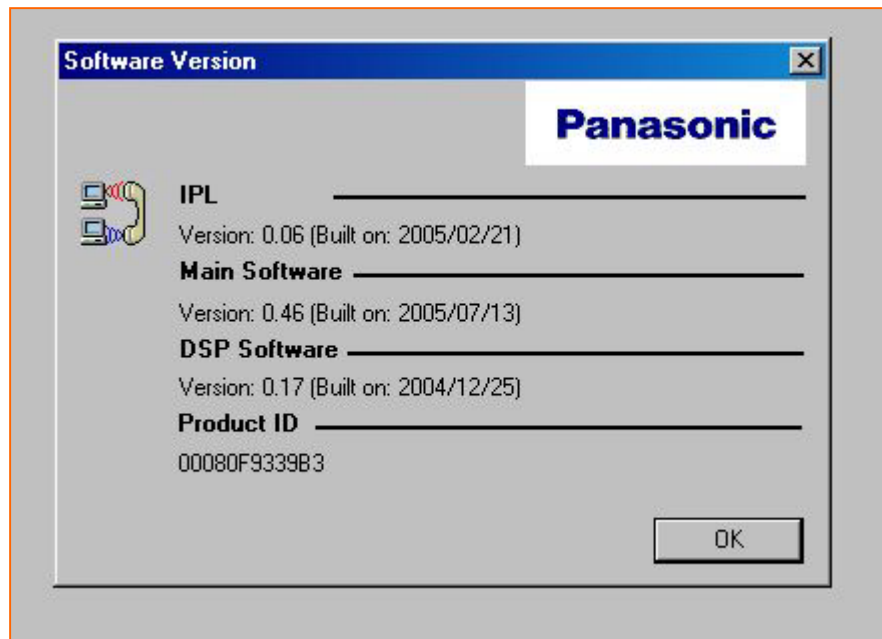 Software Version
Panasonic
IPL
Version: 0.06 (Built on: 2005/02/21)
Main Software
Version: 0.46 (Built on: 2005/07/13)
DSP Software
Version: 0.17 (Built on: 2004/12/25)
Product ID
00080F9339B3
OK